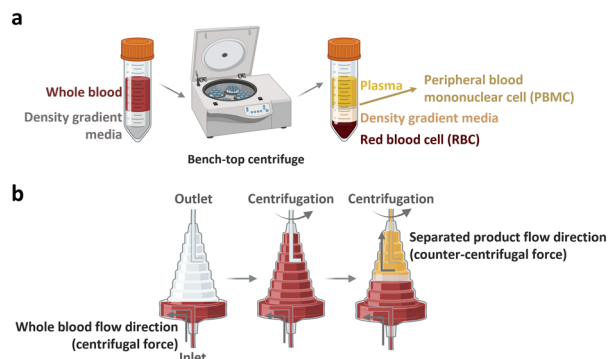 a
Whole blood
Density gradient
media
Bench-top centrifuge
Plasma
Peripheral blood
mononuclear cell (PBMC)
Density gradient media
Red blood cell (RBC)
b
Outlet
Centrifugation
Centrifugation
Separated product flow direction
(counter-centrifugal force)
Whole blood flow direction
(centrifugal force)
Inlet